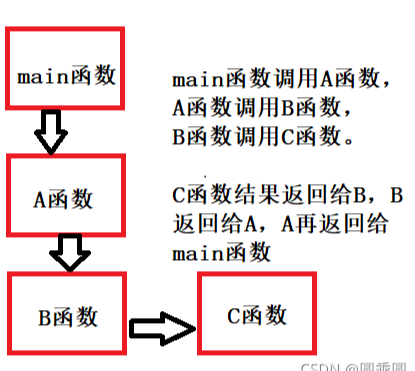 main函数
A函数
B函数
C函数
main函数调用A函数，
A函数调用B函数，
B函数调用C函数。
C函数结果返回给B，B
返回给A，A再返回给
main函数
CSDN @圆乖圆